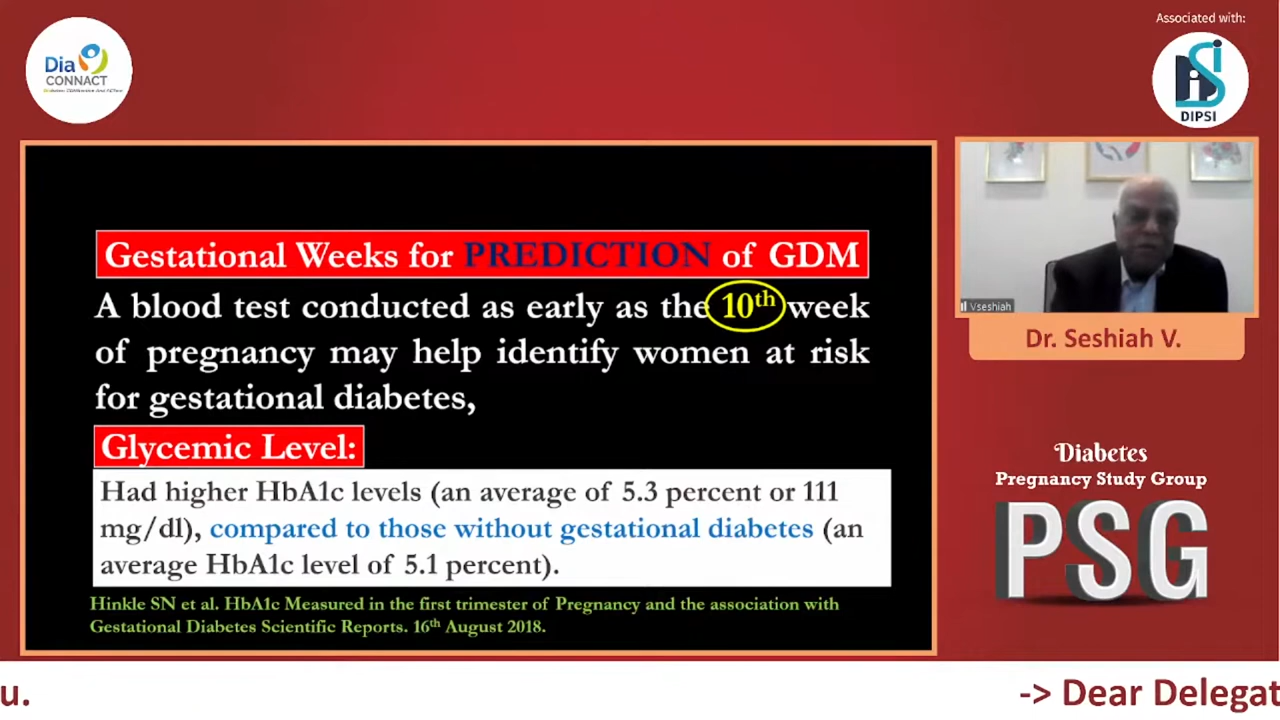 Associated with:
Dia
CONNACT
DIPSI
Gestational Weeks for PREDICTION of GDM
A blood test conducted as early as the 10th week
of pregnancy may help identify women at risk
for gestational diabetes,
Glycemic Level:
Had higher HbA1c levels (an average of 5.3 percent or 111
mg/dl), compared to those without gestational diabetes (an
average HbA1c level of 5.1 percent).
Hinkle SN et al. HbA1c Measured in the first trimester of Pregnancy and the association with
Gestational Diabetes Scientific Reports. 16th August 2018.
Vseshiah
Dr. Seshiah V.
Diabetes
Pregnancy Study Group
PSG
u.
-> Dear Delegat